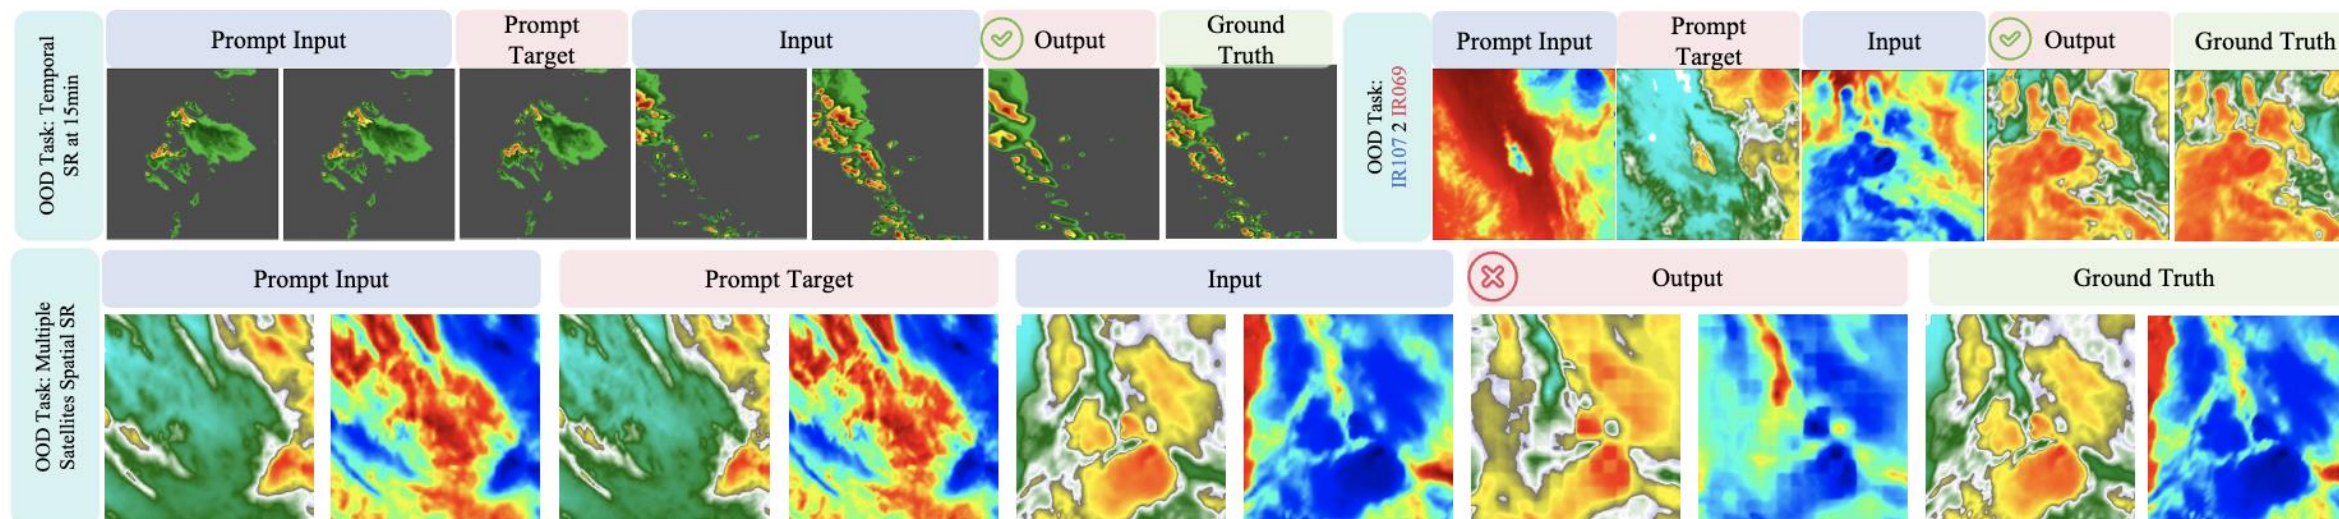 OOD Task: Temporal
SR at 15min
Prompt Input
Prompt
Target
Input
Output
Ground
Truth
OOD Task:
IR107 2 IR069
Prompt Input
Prompt
Target
Input
Output
Ground Truth
OOD Task: Multiple
Satellites Spatial SR
Prompt Input
Prompt Target
Input
Output
Ground Truth